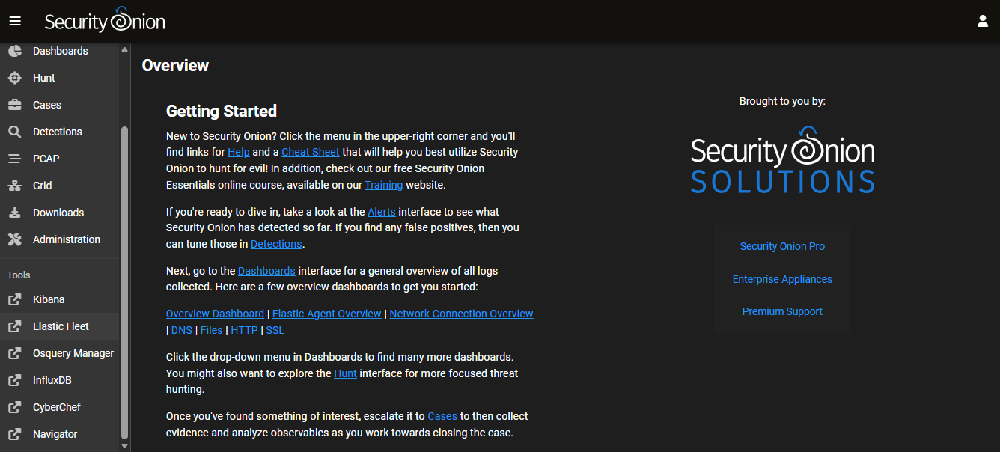 Security Onion
Dashboards
Hunt
Cases
Detections
PCAP
Grid
Downloads
Administration
Tools
Kibana
Elastic Fleet
Osquery Manager
InfluxDB
CyberChef
Navigator
Overview
Getting Started
New to Security Onion? Click the menu in the upper-right corner and you'll
find links for Help and a Cheat Sheet that will help you best utilize Security
Onion to hunt for evil! In addition, check out our free Security Onion
Essentials online course, available on our Training website.
If you're ready to dive in, take a look at the Alerts interface to see what
Security Onion has detected so far. If you find any false positives, then you
can tune those in Detections.
Next, go to the Dashboards interface for a general overview of all logs
collected. Here are a few overview dashboards to get you started:
Overview Dashboard | Elastic Agent Overview | Network Connection Overview
| DNS | Files | HTTP | SSL
Click the drop-down menu in Dashboards to find many more dashboards.
You might also want to explore the Hunt interface for more focused threat
hunting.
Once you've found something of interest, escalate it to Cases to then collect
evidence and analyze observables as you work towards closing the case.
Brought to you by:
Security Onion
SOLUTIONS
Security Onion Pro
Enterprise Appliances
Premium Support